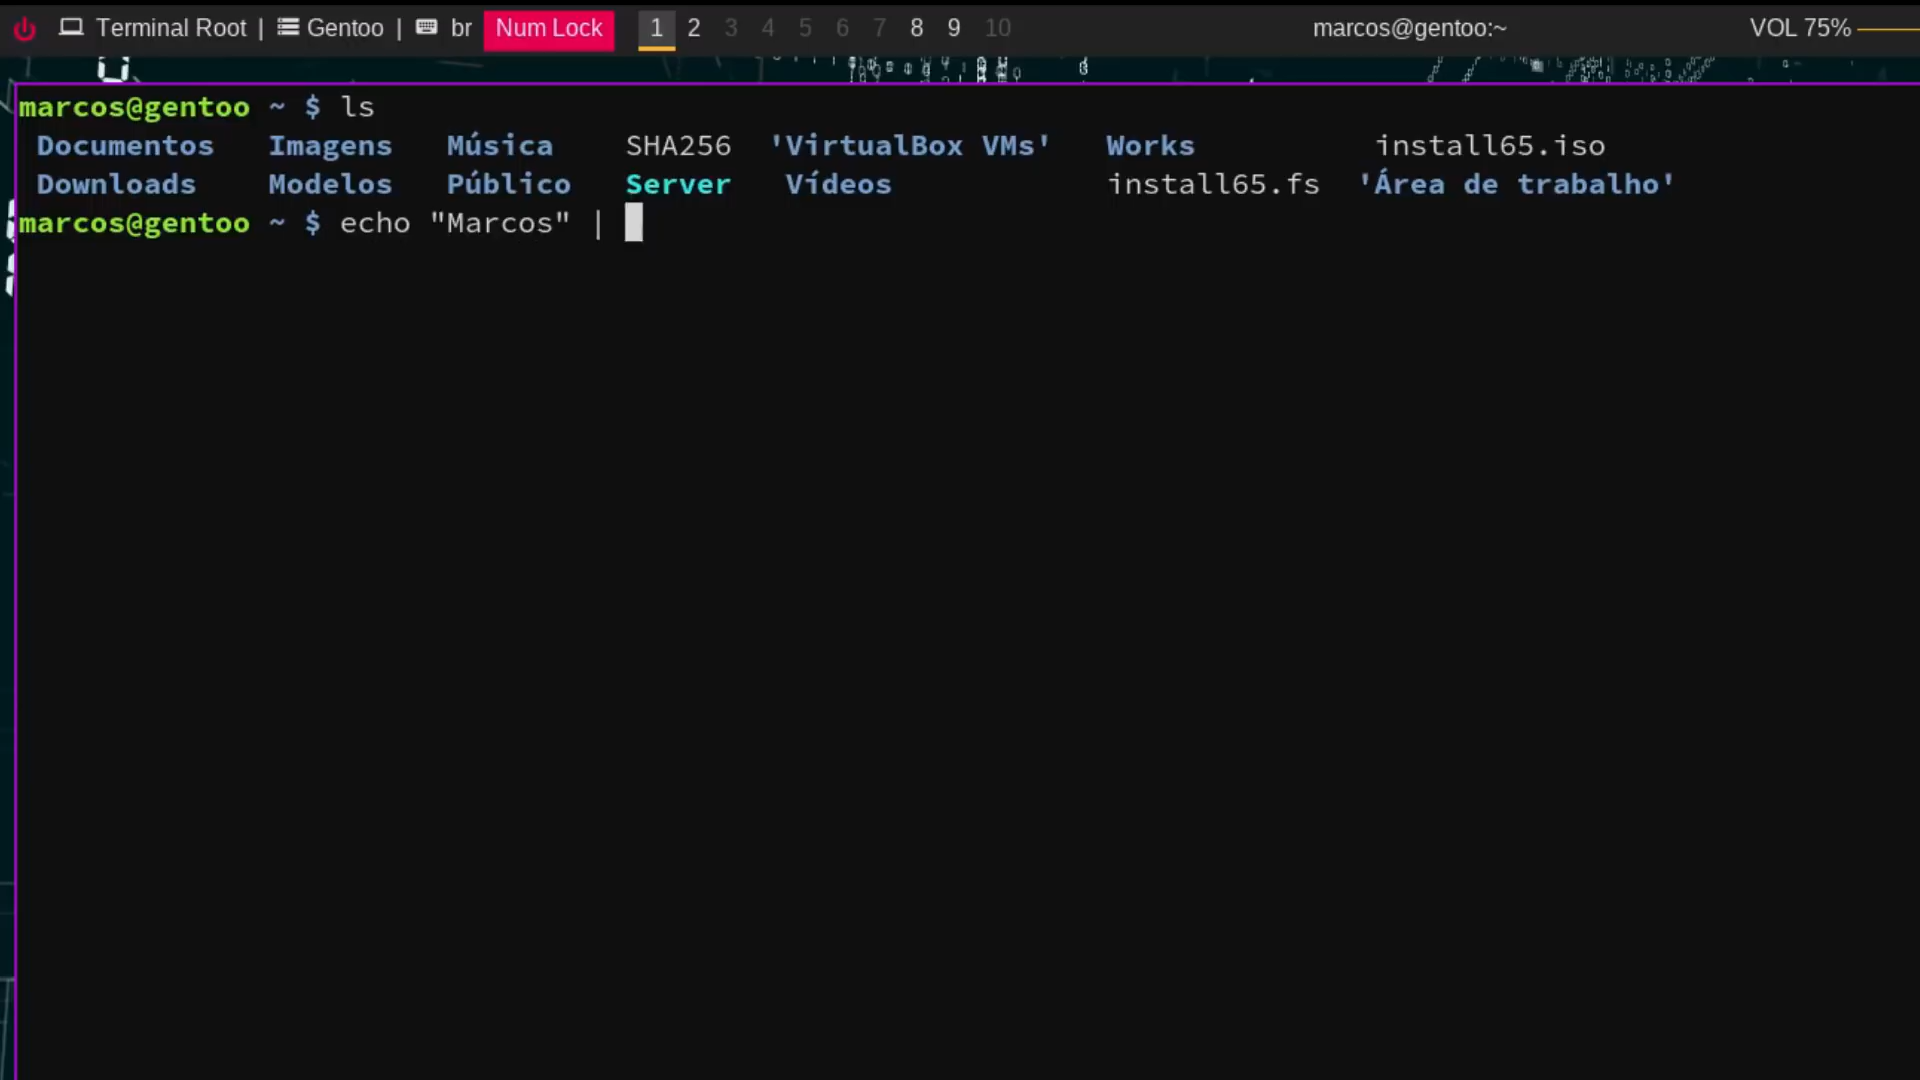 Terminal Root | Gentoo | br Num Lock 1 2 3 4 5 6 7 8 9 10 marcos@gentoo:~ VOL 75%
marcos@gentoo ~ $ ls
Documentos Imagens Música SHA256 'VirtualBox VMs' Works install65.iso
Downloads Modelos Público Server Vídeos install65.fs 'Área de trabalho'
marcos@gentoo ~ $ echo "Marcos" |